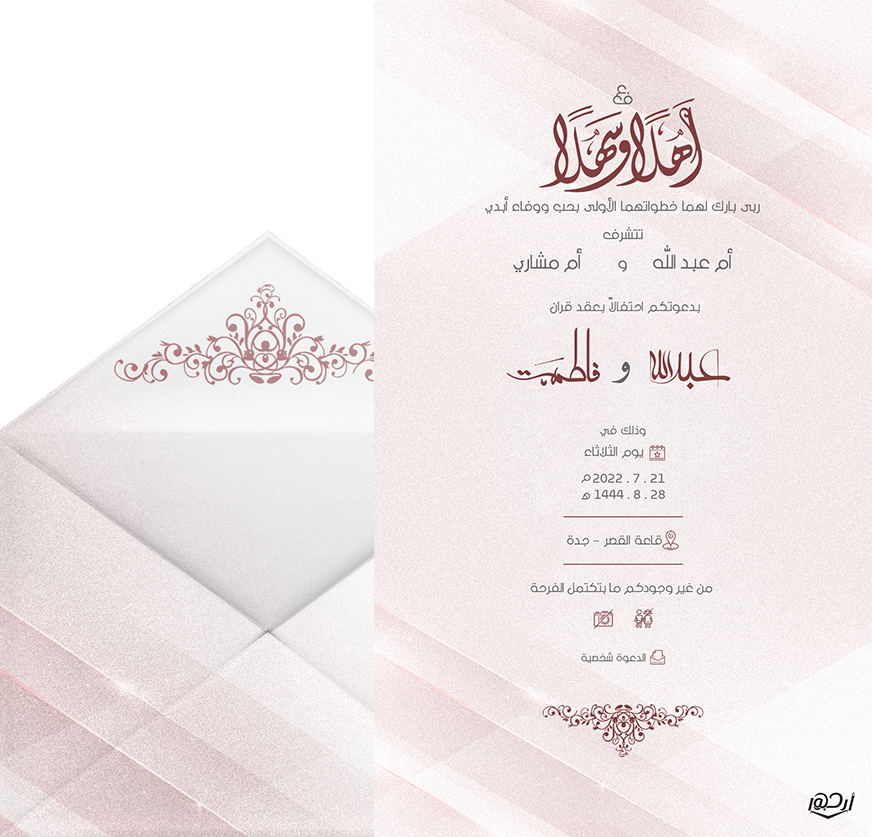 ع ف
أهلاً وسهلاً
ربي بارك لهما خطواتهما الأولى بحب ووفاء أبدي
تتشرف
أم عبد الله و أم مشاري
بدعوتكم احتفالاً بعقد قران
عبدالله و فاطمة
وذلك في
يوم الثلاثاء
21 . 7 . 2022 م
28 . 8 . 1444 هـ
قاعة القصر – جدة
من غير وجودكم ما بتكتمل الفرحة
الدعوة شخصية